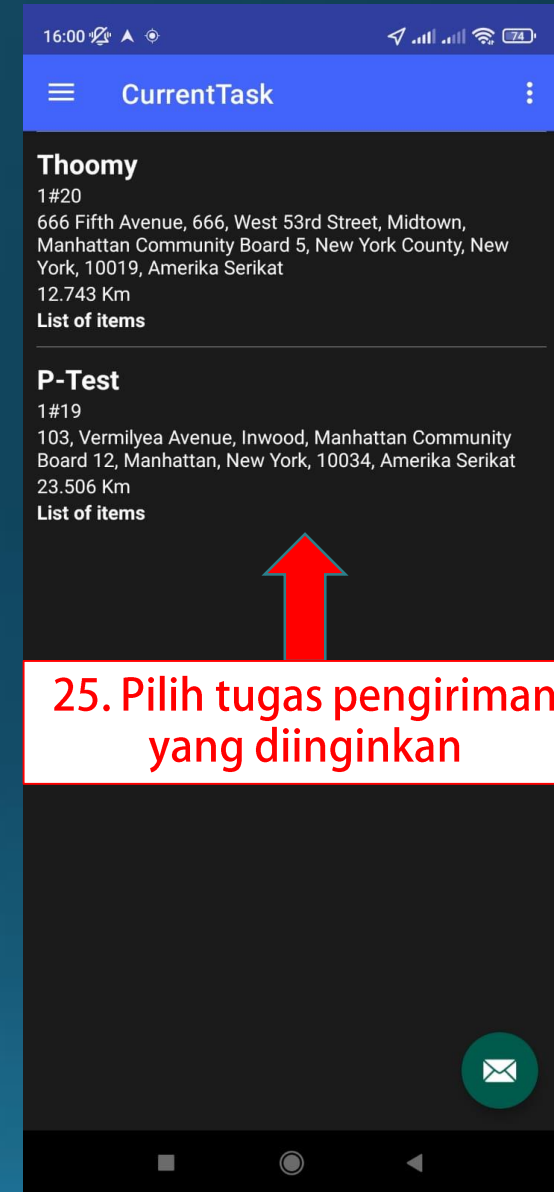 16:00
74
CurrentTask
Thoomy
1#20
666 Fifth Avenue, 666, West 53rd Street, Midtown,
Manhattan Community Board 5, New York County, New
York, 10019, Amerika Serikat
12.743 Km
List of items
P-Test
1#19
103, Vermilyea Avenue, Inwood, Manhattan Community
Board 12, Manhattan, New York, 10034, Amerika Serikat
23.506 Km
List of items
25. Pilih tugas pengiriman
yang diinginkan